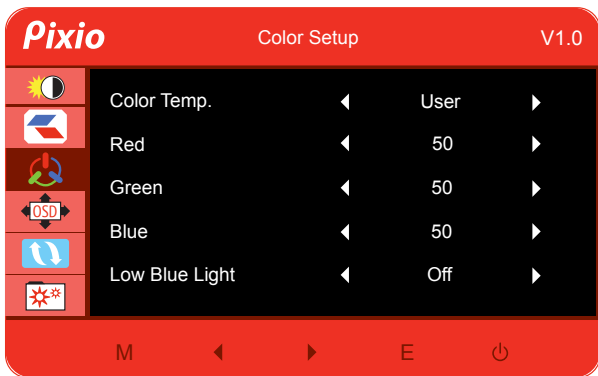 Pixio Color Setup V1.0
Color Temp. User
Red 50
Green 50
OSD
Blue 50
Low Blue Light Off
M E